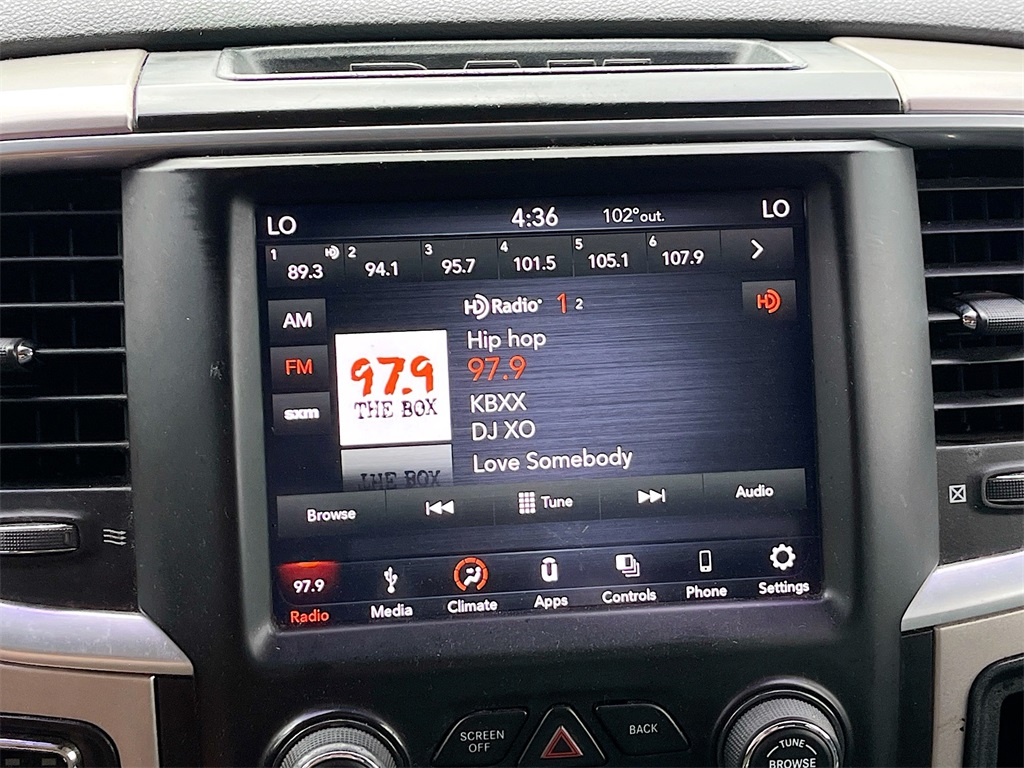 RAM
LO 4:36 102° out. LO
1 89.3 HD 2 94.1 3 95.7 4 101.5 5 105.1 6 107.9 >
HD Radio 1 2 HD
AM
Hip hop
FM
97.9
97.9
THE BOX
KBXX
sxm
DJ XO
Love Somebody
THE BOX
Browse Tune Audio
97.9
Radio Media Climate Apps Controls Phone Settings
SCREEN
OFF
BACK
TUNE
BROWSE